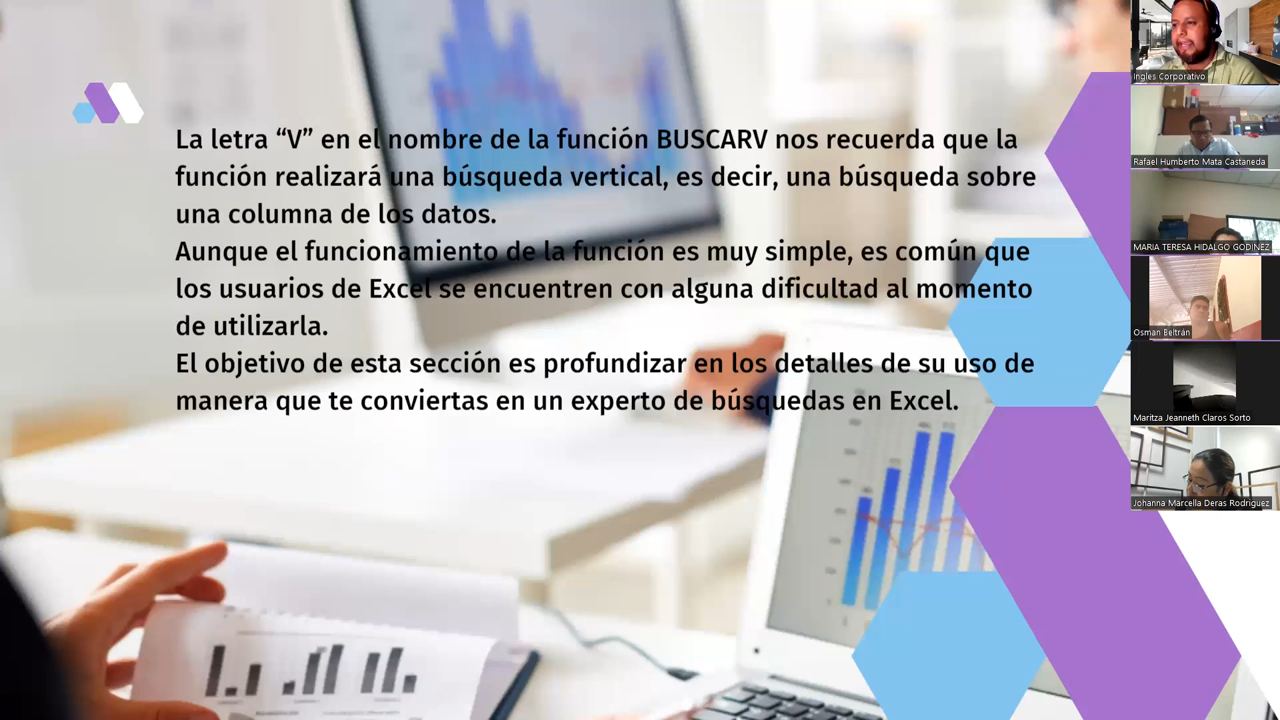 La letra “V” en el nombre de la función BUSCARV nos recuerda que la
función realizará una búsqueda vertical, es decir, una búsqueda sobre
una columna de los datos.
Aunque el funcionamiento de la función es muy simple, es común que
los usuarios de Excel se encuentren con alguna dificultad al momento
de utilizarla.
El objetivo de esta sección es profundizar en los detalles de su uso de
manera que te conviertas en un experto de búsquedas en Excel.
Ingles Corporativo
Rafael Humberto Mata Castaneda
MARIA TERESA HIDALGO GODINEZ
Osman Beltrán
Maritza Jeanneth Claros Sorto
Johanna Marcella Deras Rodriguez